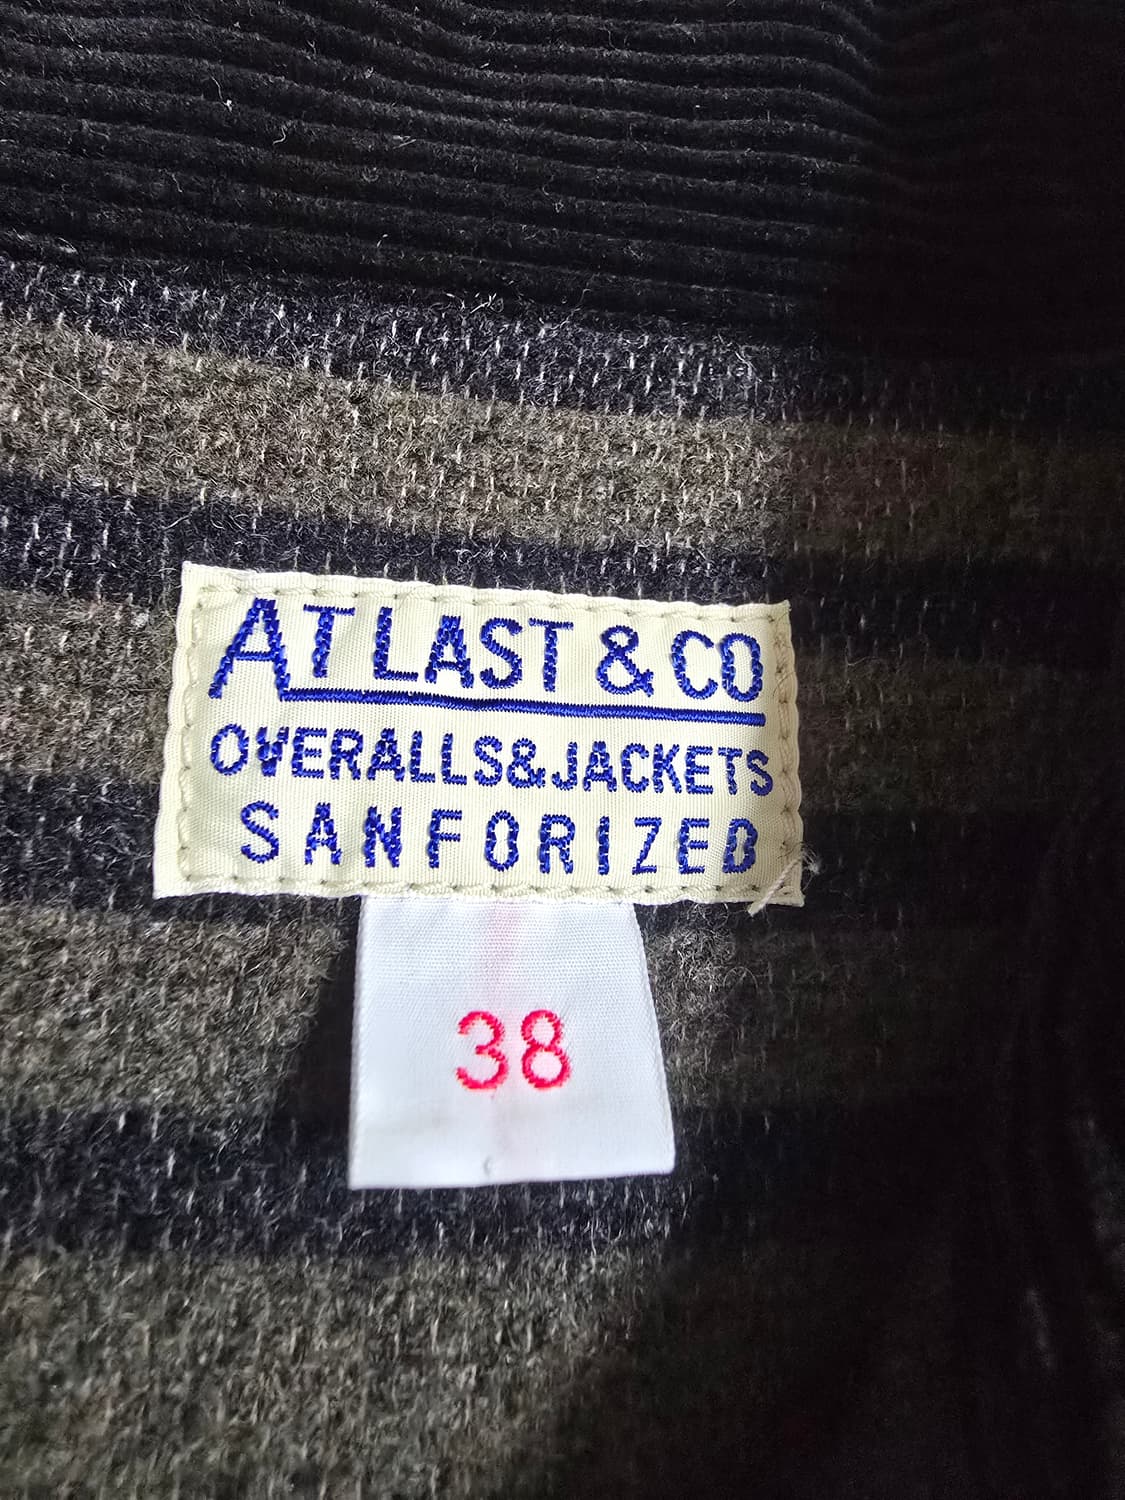 AT LAST & CO
OVERALLS&JACKETS
SANFORIZED
38